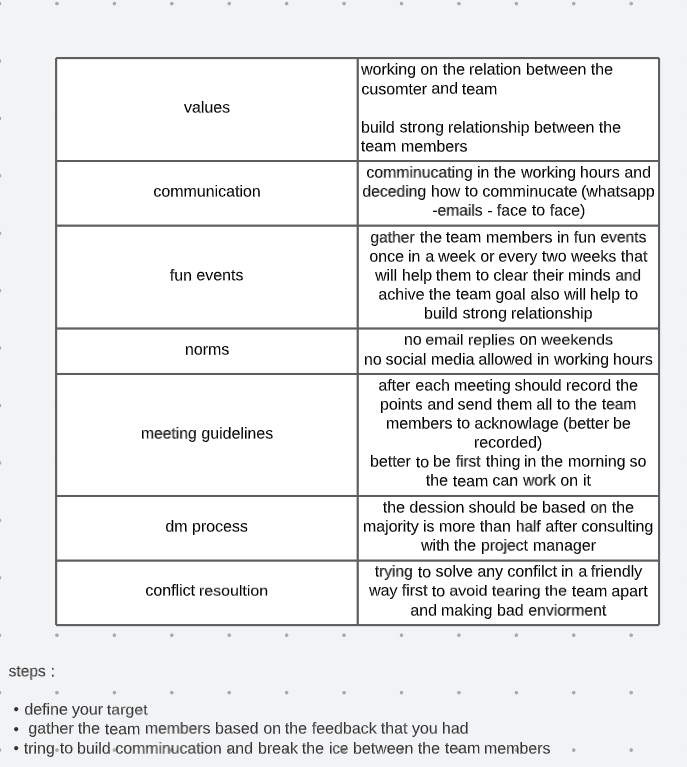 values
working on the relation between the
cusomter and team
build strong relationship between the
team members
communication
comminucating in the working hours and
deceding how to comminucate (whatsapp
-emails - face to face)
fun events
gather the team members in fun events
once in a week or every two weeks that
will help them to clear their minds and
achive the team goal also will help to
build strong relationship
norms
no email replies on weekends
no social media allowed in working hours
meeting guidelines
after each meeting should record the
points and send them all to the team
members to acknowlage (better be
recorded)
better to be first thing in the morning so
the team can work on it
dm process
the dession should be based on the
majority is more than half after consulting
with the project manager
conflict resoultion
trying to solve any confilct in a friendly
way first to avoid tearing the team apart
and making bad enviorment
steps :
• define your target
• gather the team members based on the feedback that you had
• tring to build comminucation and break the ice between the team members